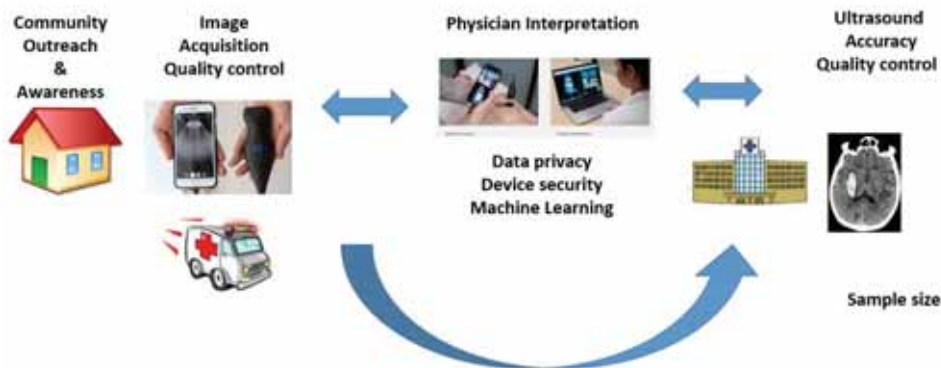 Community
Outreach
&
Awareness
Image
Acquisition
Quality control
Physician Interpretation
Ultrasound
Accuracy
Quality control
Data privacy
Device security
Machine Learning
Sample size